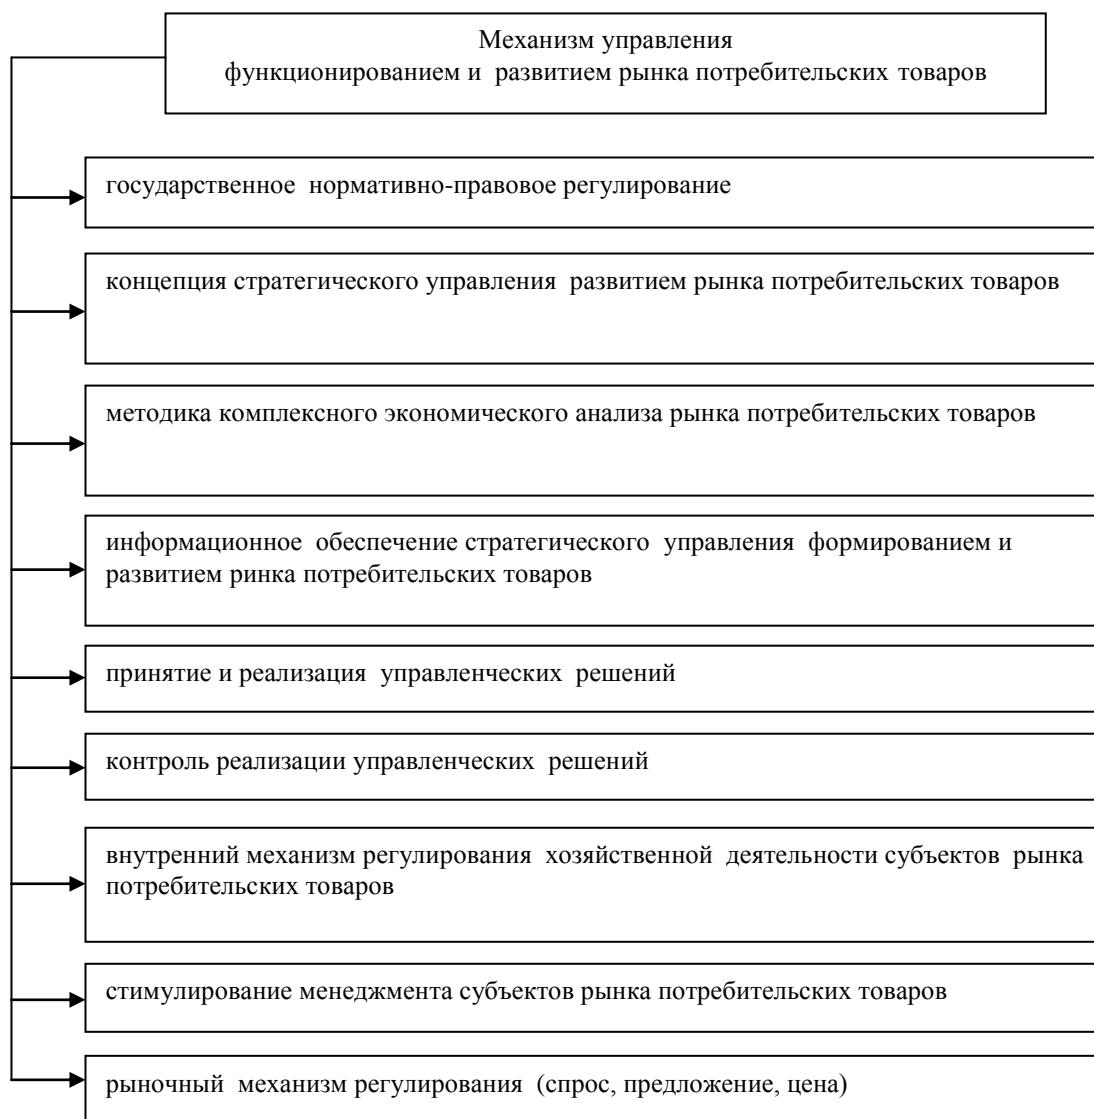 Механизм управления
функционированием и развитием рынка потребительских товаров
государственное нормативно-правовое регулирование
концепция стратегического управления развитием рынка потребительских товаров
методика комплексного экономического анализа рынка потребительских товаров
информационное обеспечение стратегического управления формированием и
развитием ринка потребительских товаров
принятие и реализация управленческих решений
контроль реализации управленческих решений
внутренний механизм регулирования хозяйственной деятельности субъектов рынка
потребительских товаров
стимулирование менеджмента субъектов рынка потребительских товаров
рыночный механизм регулирования (спрос, предложение, цена)